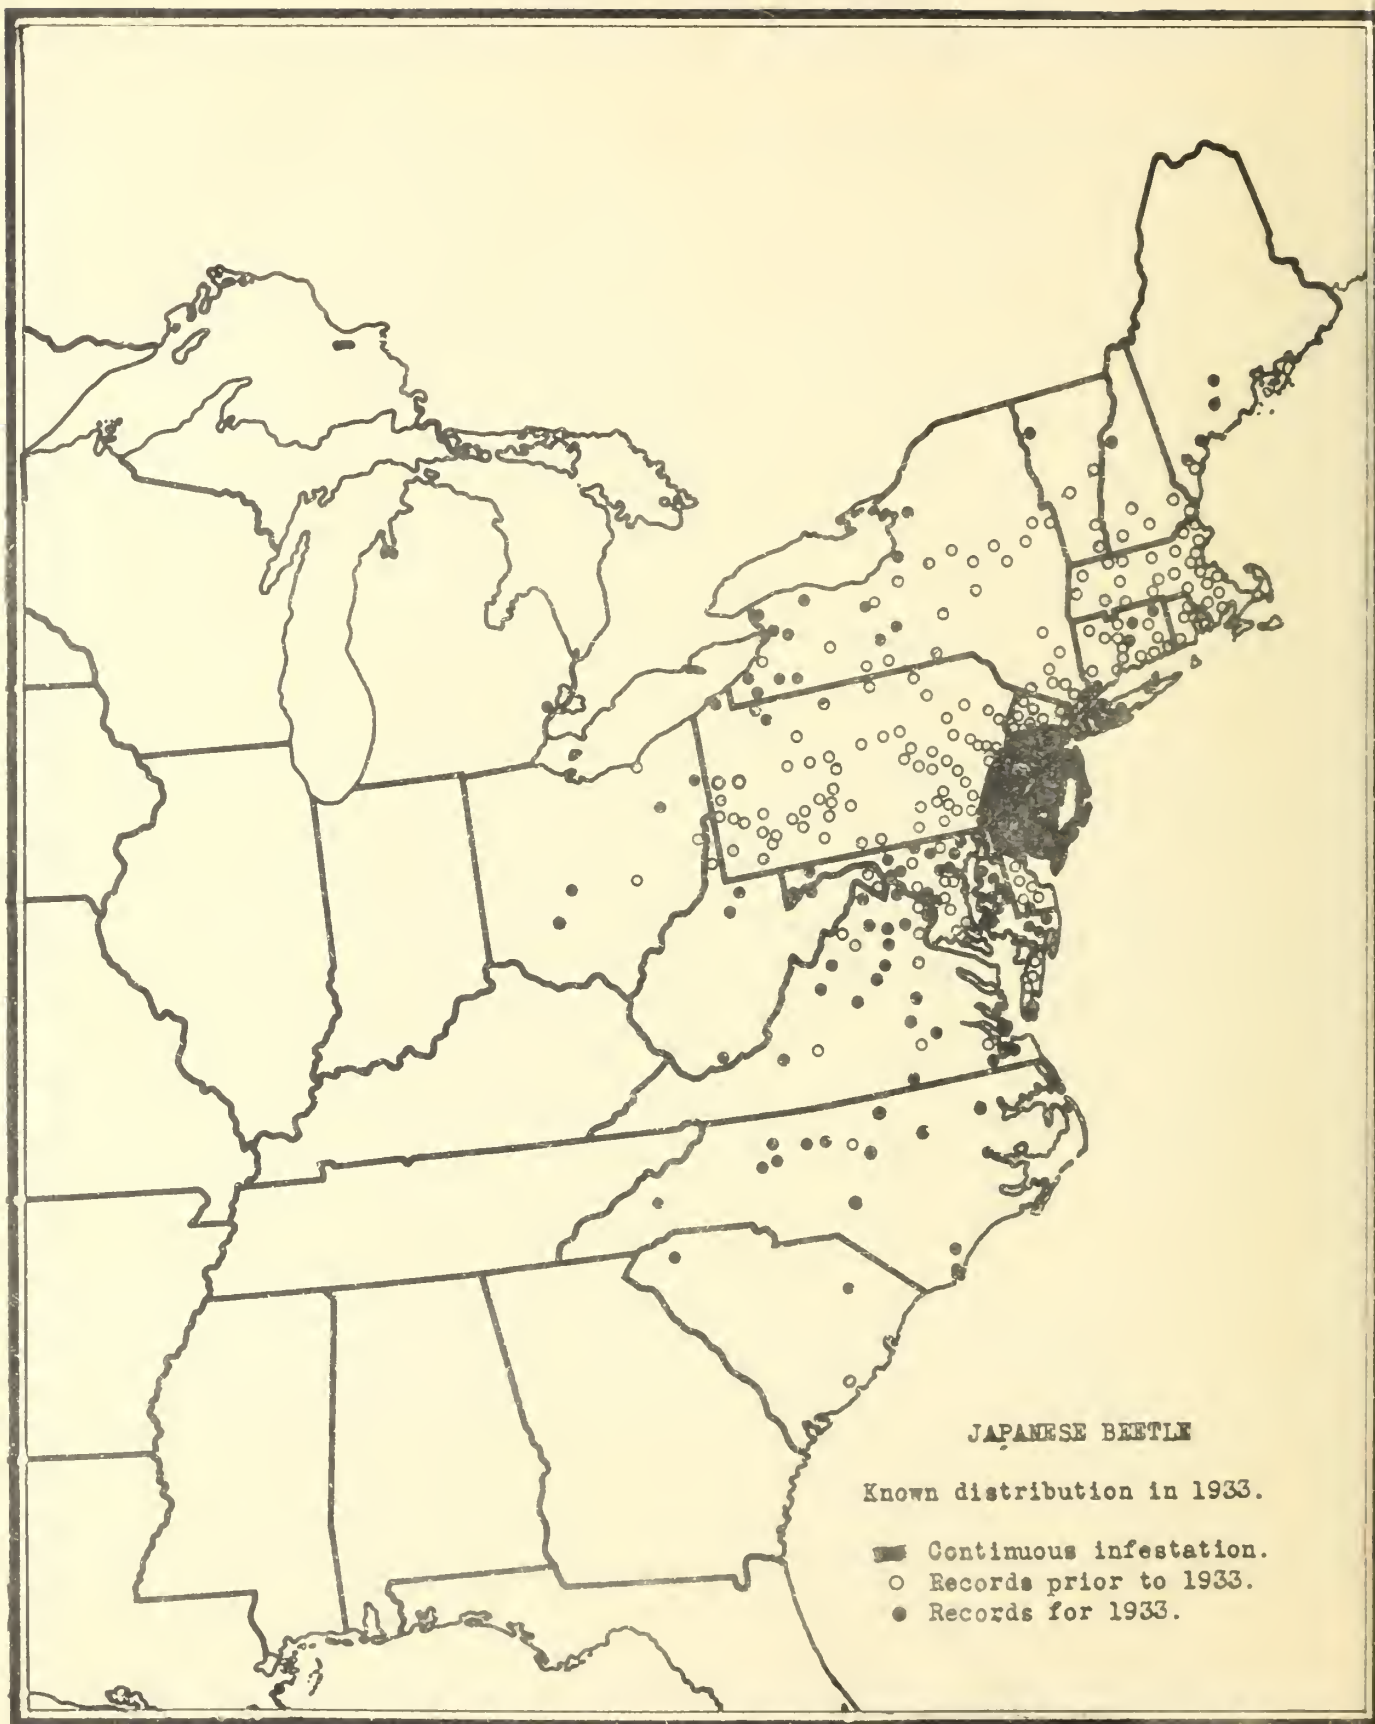 JAPANESE BEETLE
Known distribution in 1933.
Continuous infestation.
Records prior to 1933.
Records for 1933.